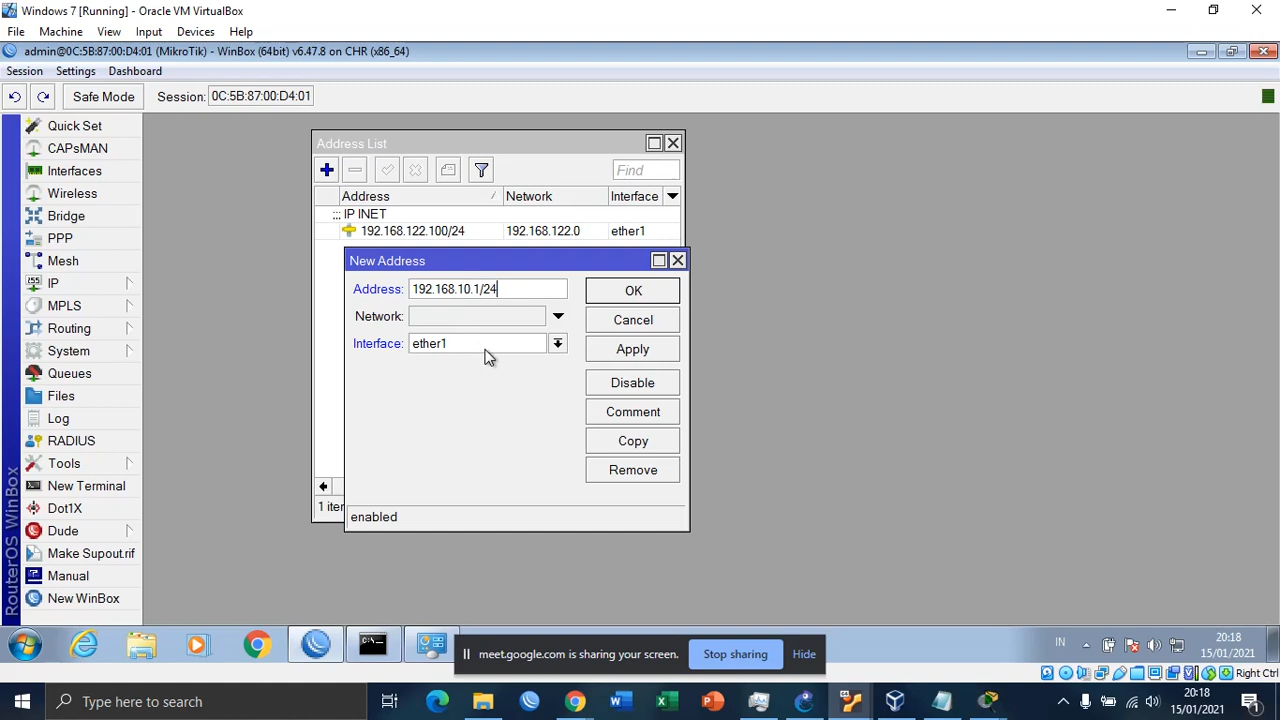 Windows 7 [Running] - Oracle VM VirtualBox
File Machine View Input Devices Help
admin@0C:5B:87:00:D4:01 (MikroTik) - WinBox (64bit) v6.47.8 on CHR (x86_64)
Session Settings Dashboard
Safe Mode Session: 0C:5B:87:00:D4:01
Quick Set
CAPsMAN
Interfaces
Wireless
Bridge
PPP
Mesh
IP
MPLS
Routing
System
Queues
Files
Log
RADIUS
Tools
New Terminal
Dot1X
Dude
Make Supout.rif
Manual
New WinBox
RouterOS WinBox
Address List
Find
Address Network Interface
;;; IP INET
192.168.122.100/24 192.168.122.0 ether1
1 iter
New Address
Address: 192.168.10.1/24
Network:
Interface: ether1
OK
Cancel
Apply
Disable
Comment
Copy
Remove
enabled
IN 20:18
15/01/2021
meet.google.com is sharing your screen. Stop sharing Hide
Right Ctrl
Type here to search
20:18
15/01/2021